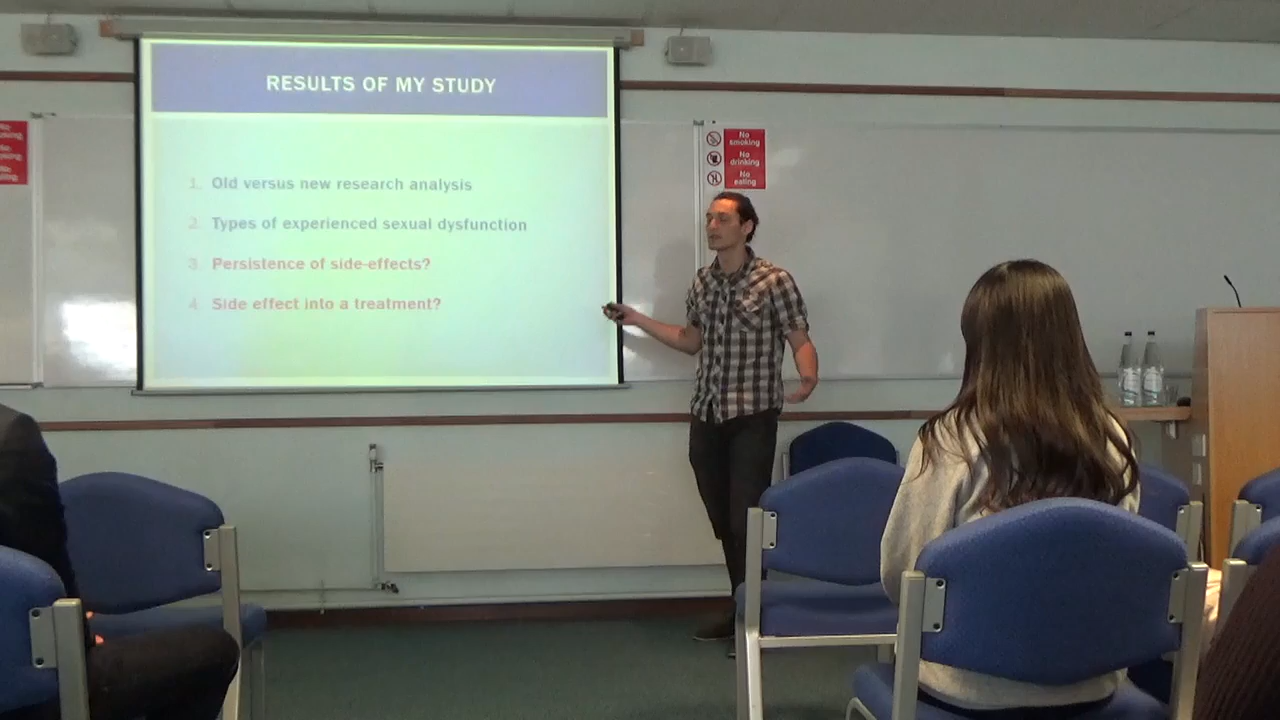 RESULTS OF MY STUDY
1. Old versus new research analysis
2. Types of experienced sexual dysfunction
3. Persistence of side-effects?
4. Side effect into a treatment?
No
smoking
No
drinking
No
eating